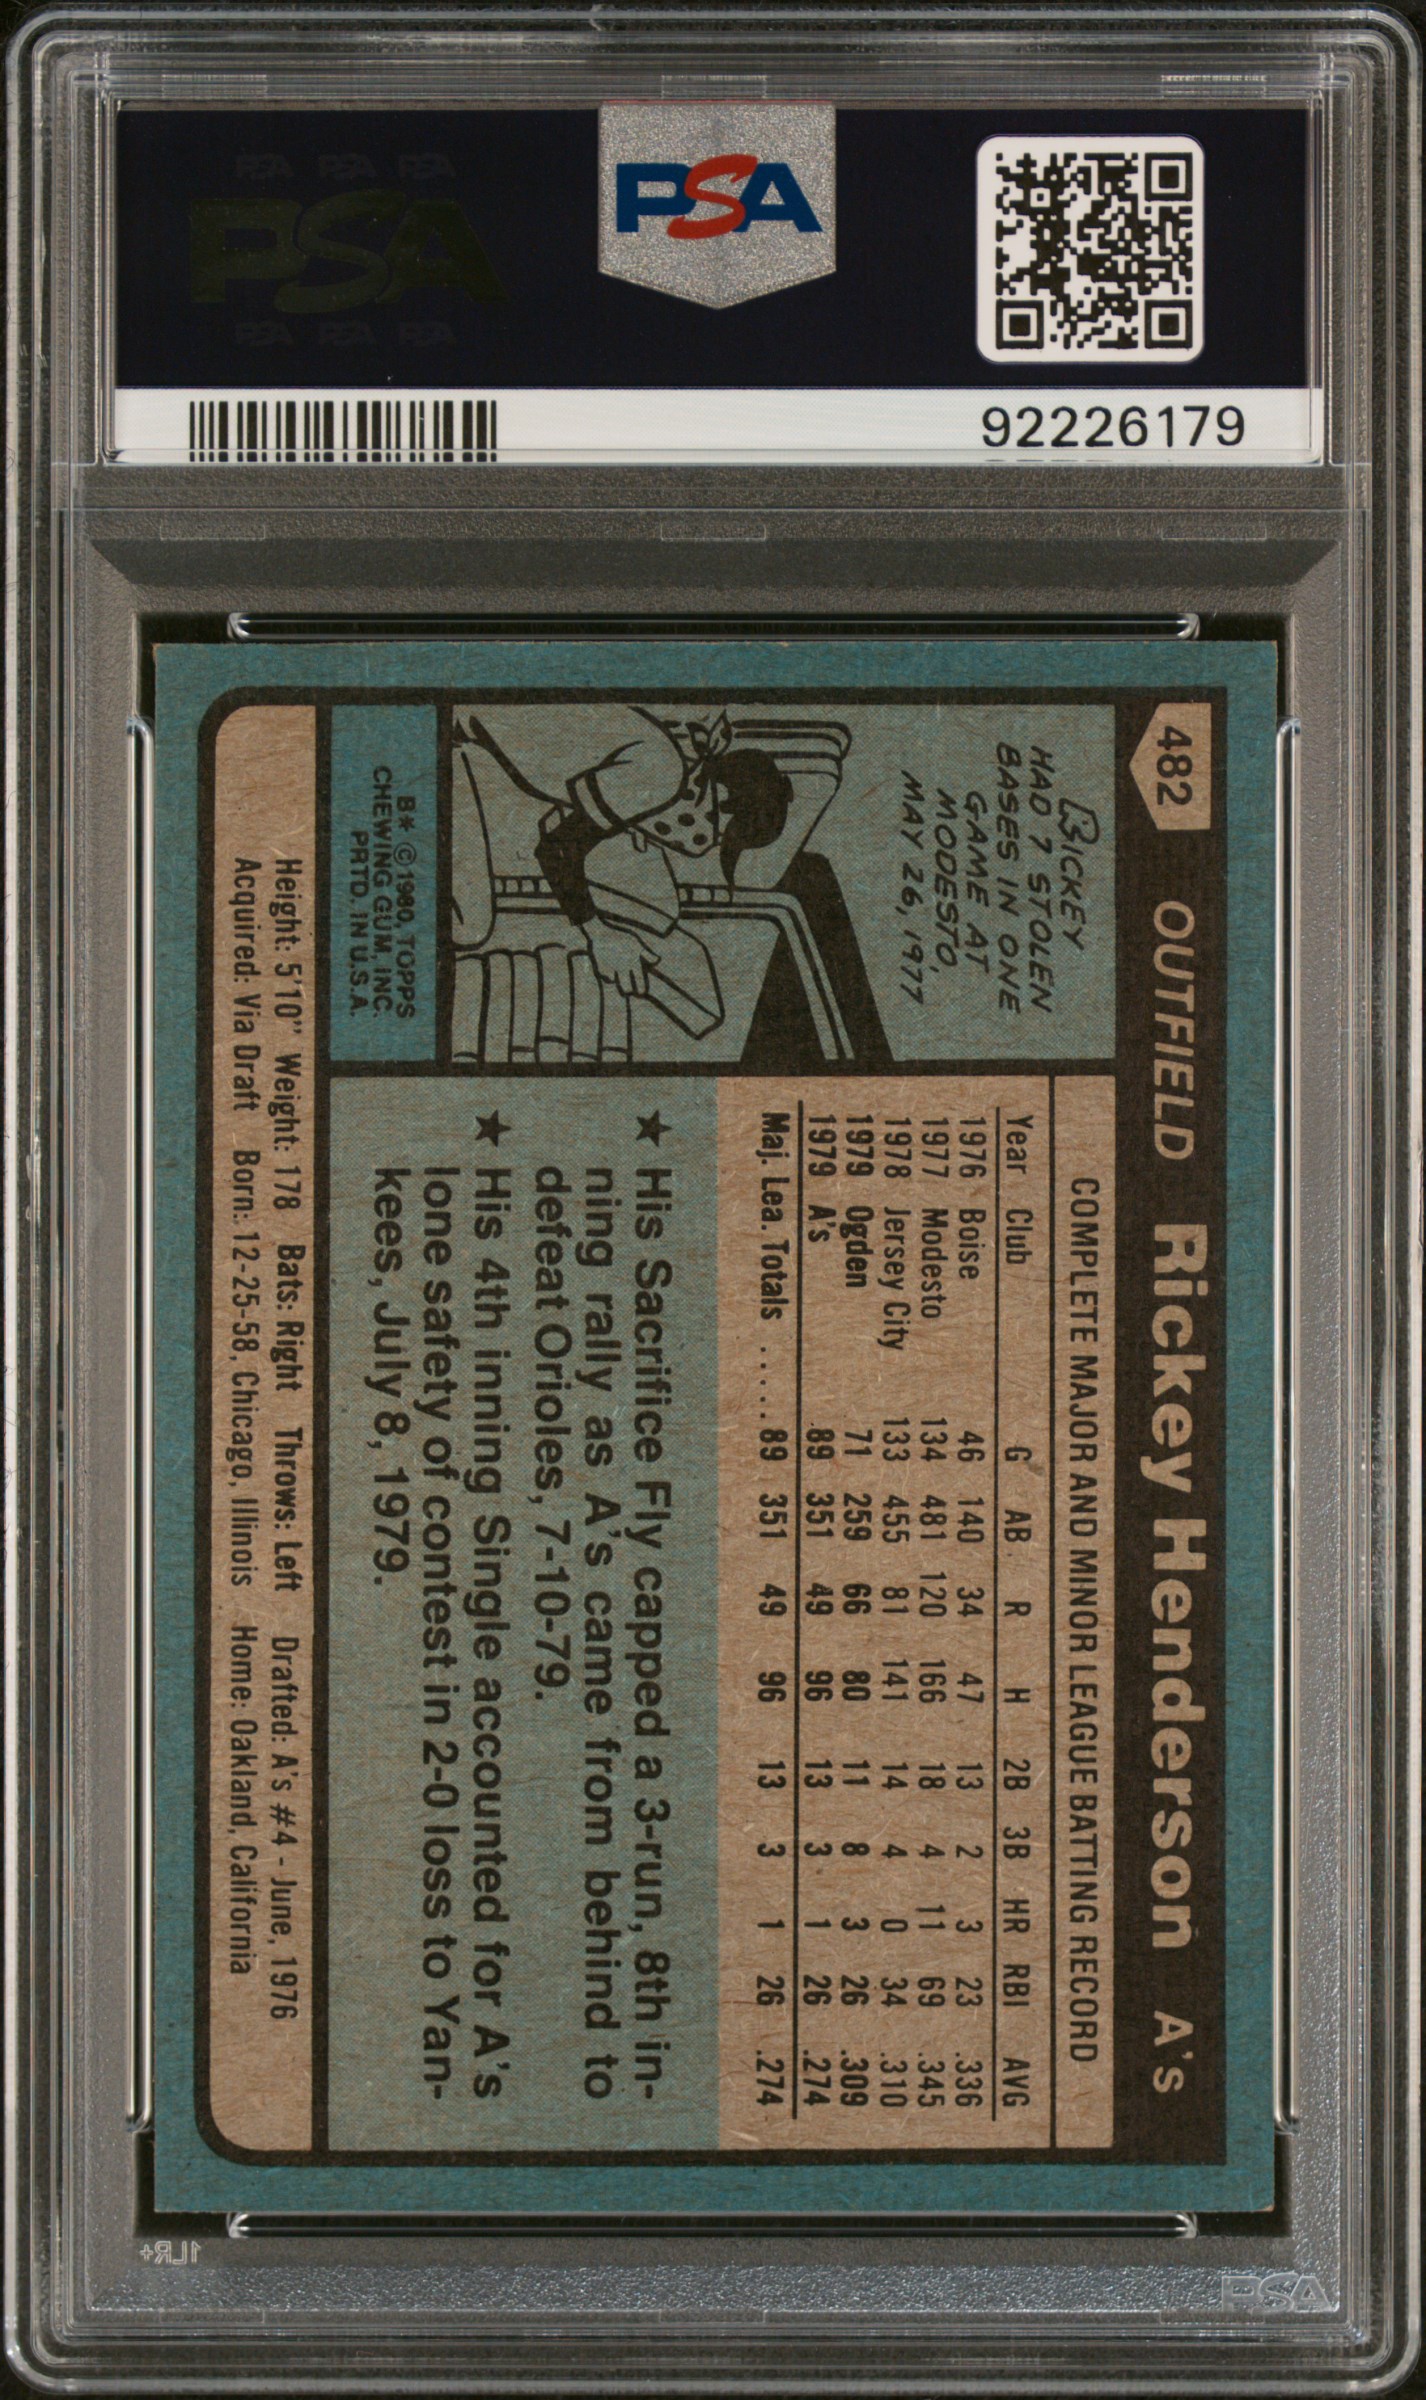 PSA PSA PSA
PSA
PSA PSA PSA
PSA
92226179
482 OUTFIELD Rickey Henderson A's
RICKEY
HAD 7 STOLEN
BASES IN ONE
GAME AT
MODESTO,
MAY 26, 1977
B* © 1980, TOPPS
CHEWING GUM, INC.
PRTD. IN U.S.A.
COMPLETE MAJOR AND MINOR LEAGUE BATTING RECORD
Year Club G AB R H 2B 3B HR RBI AVG
1976 Boise 46 140 34 47 13 2 3 23 .336
1977 Modesto 134 481 120 166 18 4 11 69 .345
1978 Jersey City 133 455 81 141 14 4 0 34 .310
1979 Ogden 71 259 66 80 11 8 3 26 .309
1979 A's 89 351 49 96 13 3 1 26 .274
Maj. Lea. Totals ..... 89 351 49 96 13 3 1 26 .274
★ His Sacrifice Fly capped a 3-run, 8th in-
ning rally as A's came from behind to
defeat Orioles, 7-10-79.
★ His 4th inning Single accounted for A's
lone safety of contest in 2-0 loss to Yan-
kees, July 8, 1979.
Height: 5'10" Weight: 178 Bats: Right Throws: Left Drafted: A's #4 - June, 1976
Acquired: Via Draft Born: 12-25-58, Chicago, Illinois Home: Oakland, California
1LR+
PSA